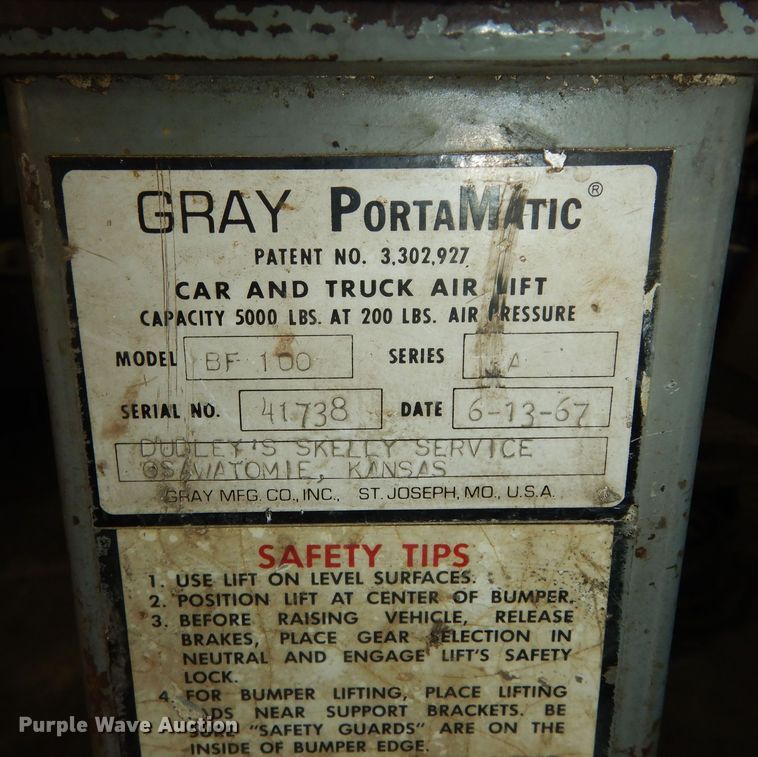 GRAY PORTAMATIC®
PATENT NO. 3,302,927
CAR AND TRUCK AIR LIFT
CAPACITY 5000 LBS. AT 200 LBS. AIR PRESSURE
MODEL BF 100 SERIES A
SERIAL NO. 41738 DATE 6-13-67
DUDLEY'S SKELLY SERVICE
OSAWATOMIE, KANSAS
GRAY MFG. CO., INC., ST. JOSEPH, MO., U.S.A.
SAFETY TIPS
1. USE LIFT ON LEVEL SURFACES.
2. POSITION LIFT AT CENTER OF BUMPER.
3. BEFORE RAISING VEHICLE, RELEASE
BRAKES, PLACE GEAR SELECTION IN
NEUTRAL AND ENGAGE LIFT'S SAFETY
LOCK.
4. FOR BUMPER LIFTING, PLACE LIFTING
NEAR SUPPORT BRACKETS. BE
SURE "SAFETY GUARDS" ARE ON THE
INSIDE OF BUMPER EDGE.
Purple Wave Auction